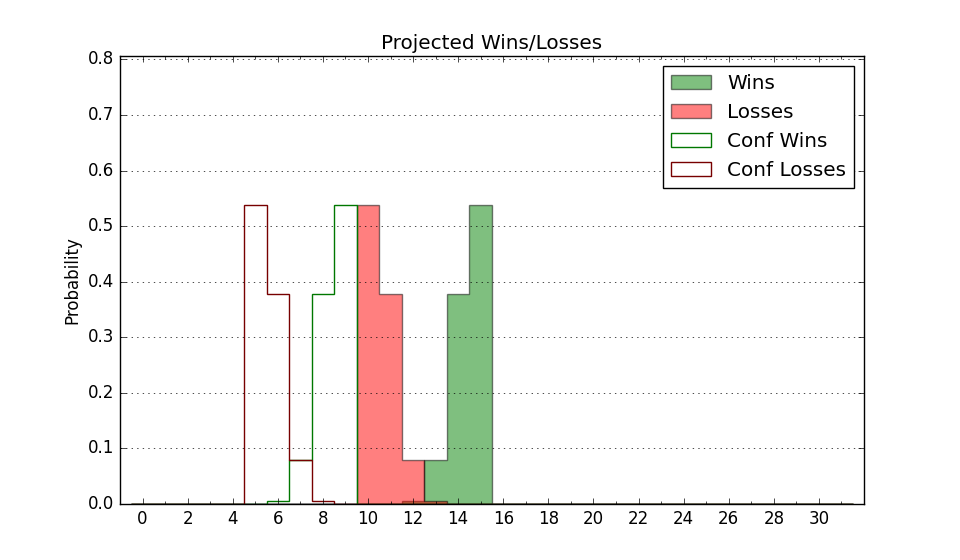 Projected Wins/Losses
0.8
0.7
0.6
0.5
0.4
0.3
0.2
0.1
0.0
Probability
Wins
Losses
Conf Wins
Conf Losses
0 2 4 6 8 10 12 14 16 18 20 22 24 26 28 30